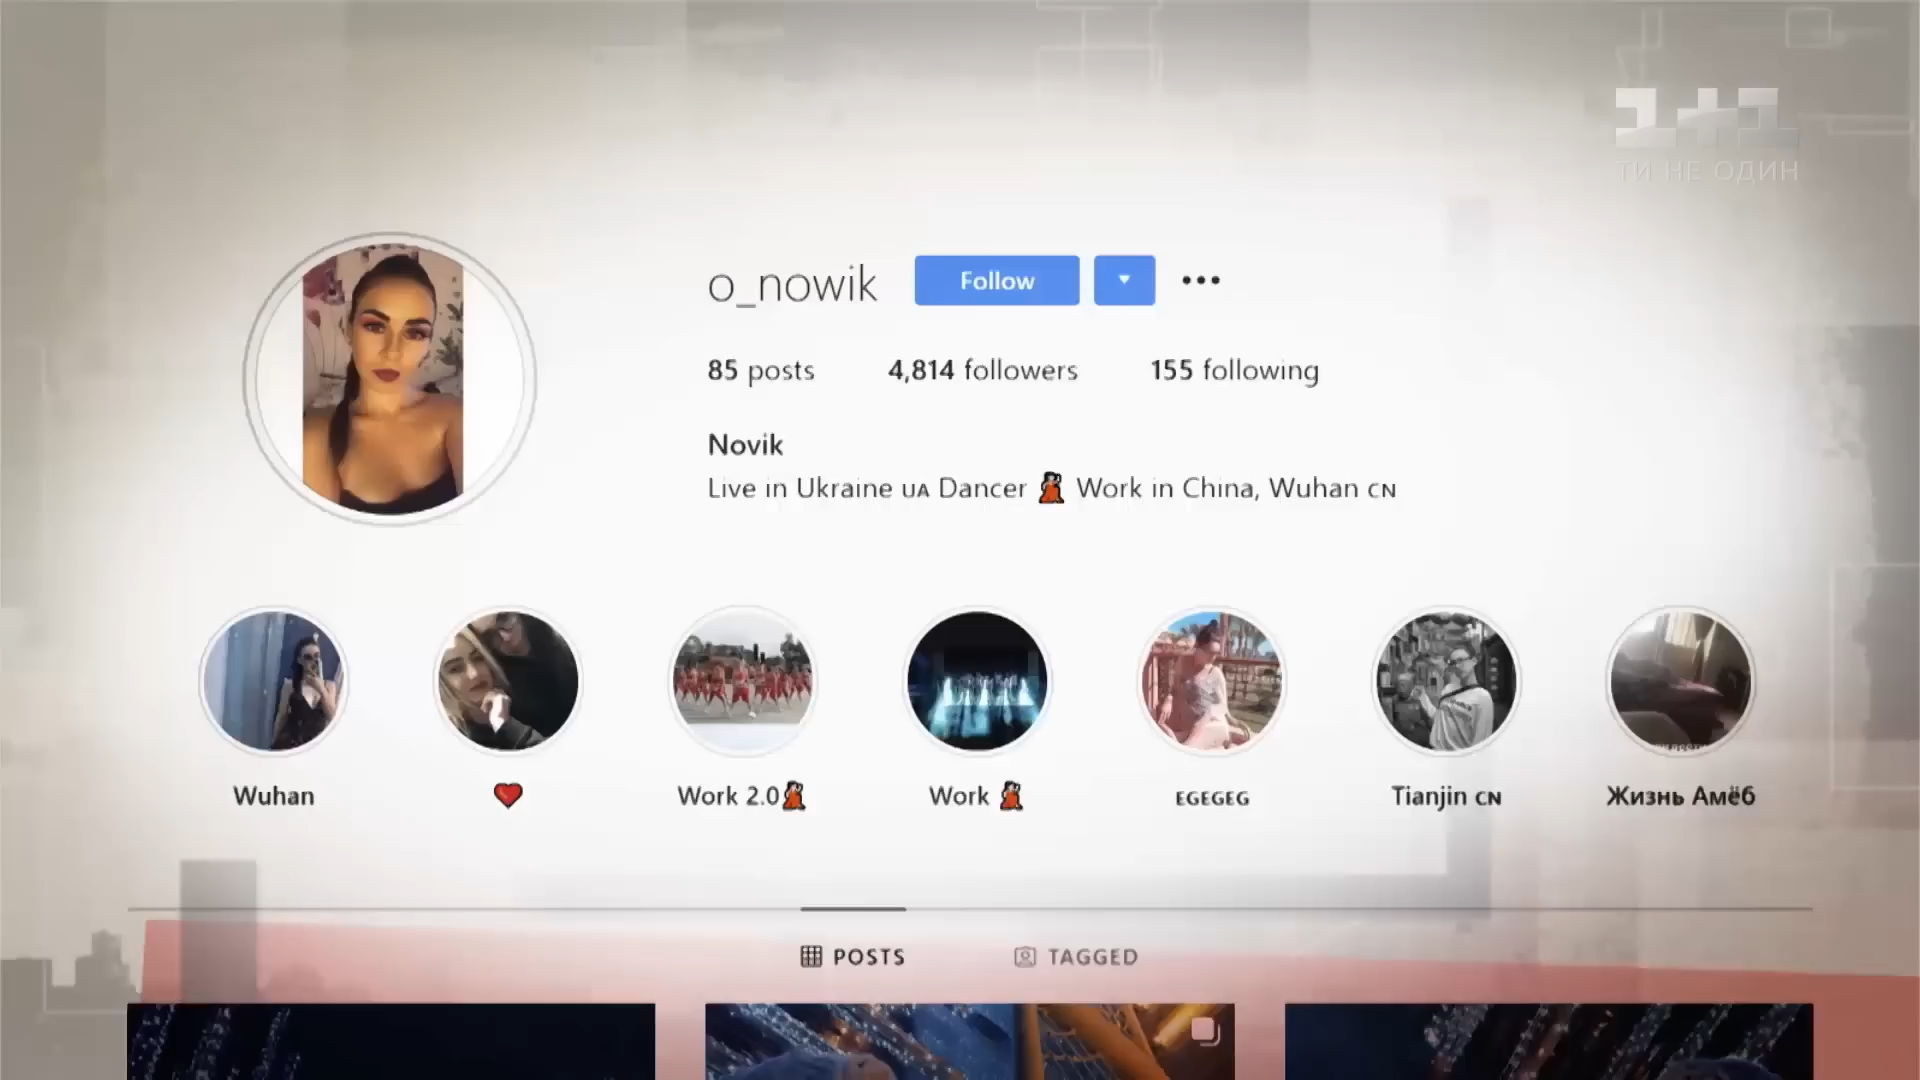 1+1
ТИ НЕ ОДИН
o_nowik Follow
85 posts 4,814 followers 155 following
Novik
Live in Ukraine UA Dancer 💃 Work in China, Wuhan CN
Wuhan ❤ Work 2.0💃 Work 💃 EGEGEG Tianjin CN Жизнь Амёб
POSTS TAGGED